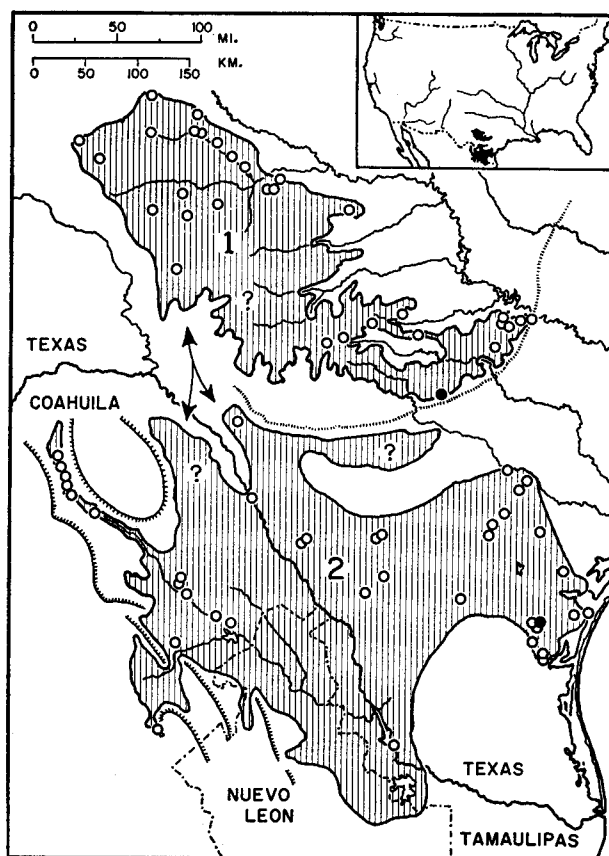 0 50 100 MI.
0 50 100 150 KM.
1
?
TEXAS
COAHUILA
?
?
2
TEXAS
NUEVO
LEON
TAMAULIPAS